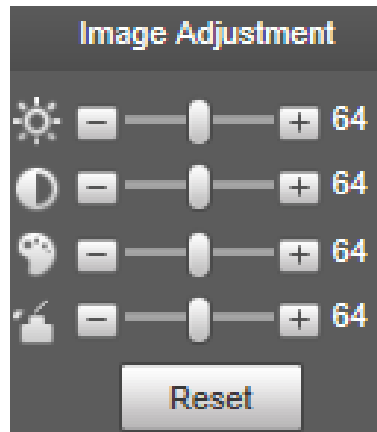 Image Adjustment
- + 64
- + 64
- + 64
- + 64
Reset